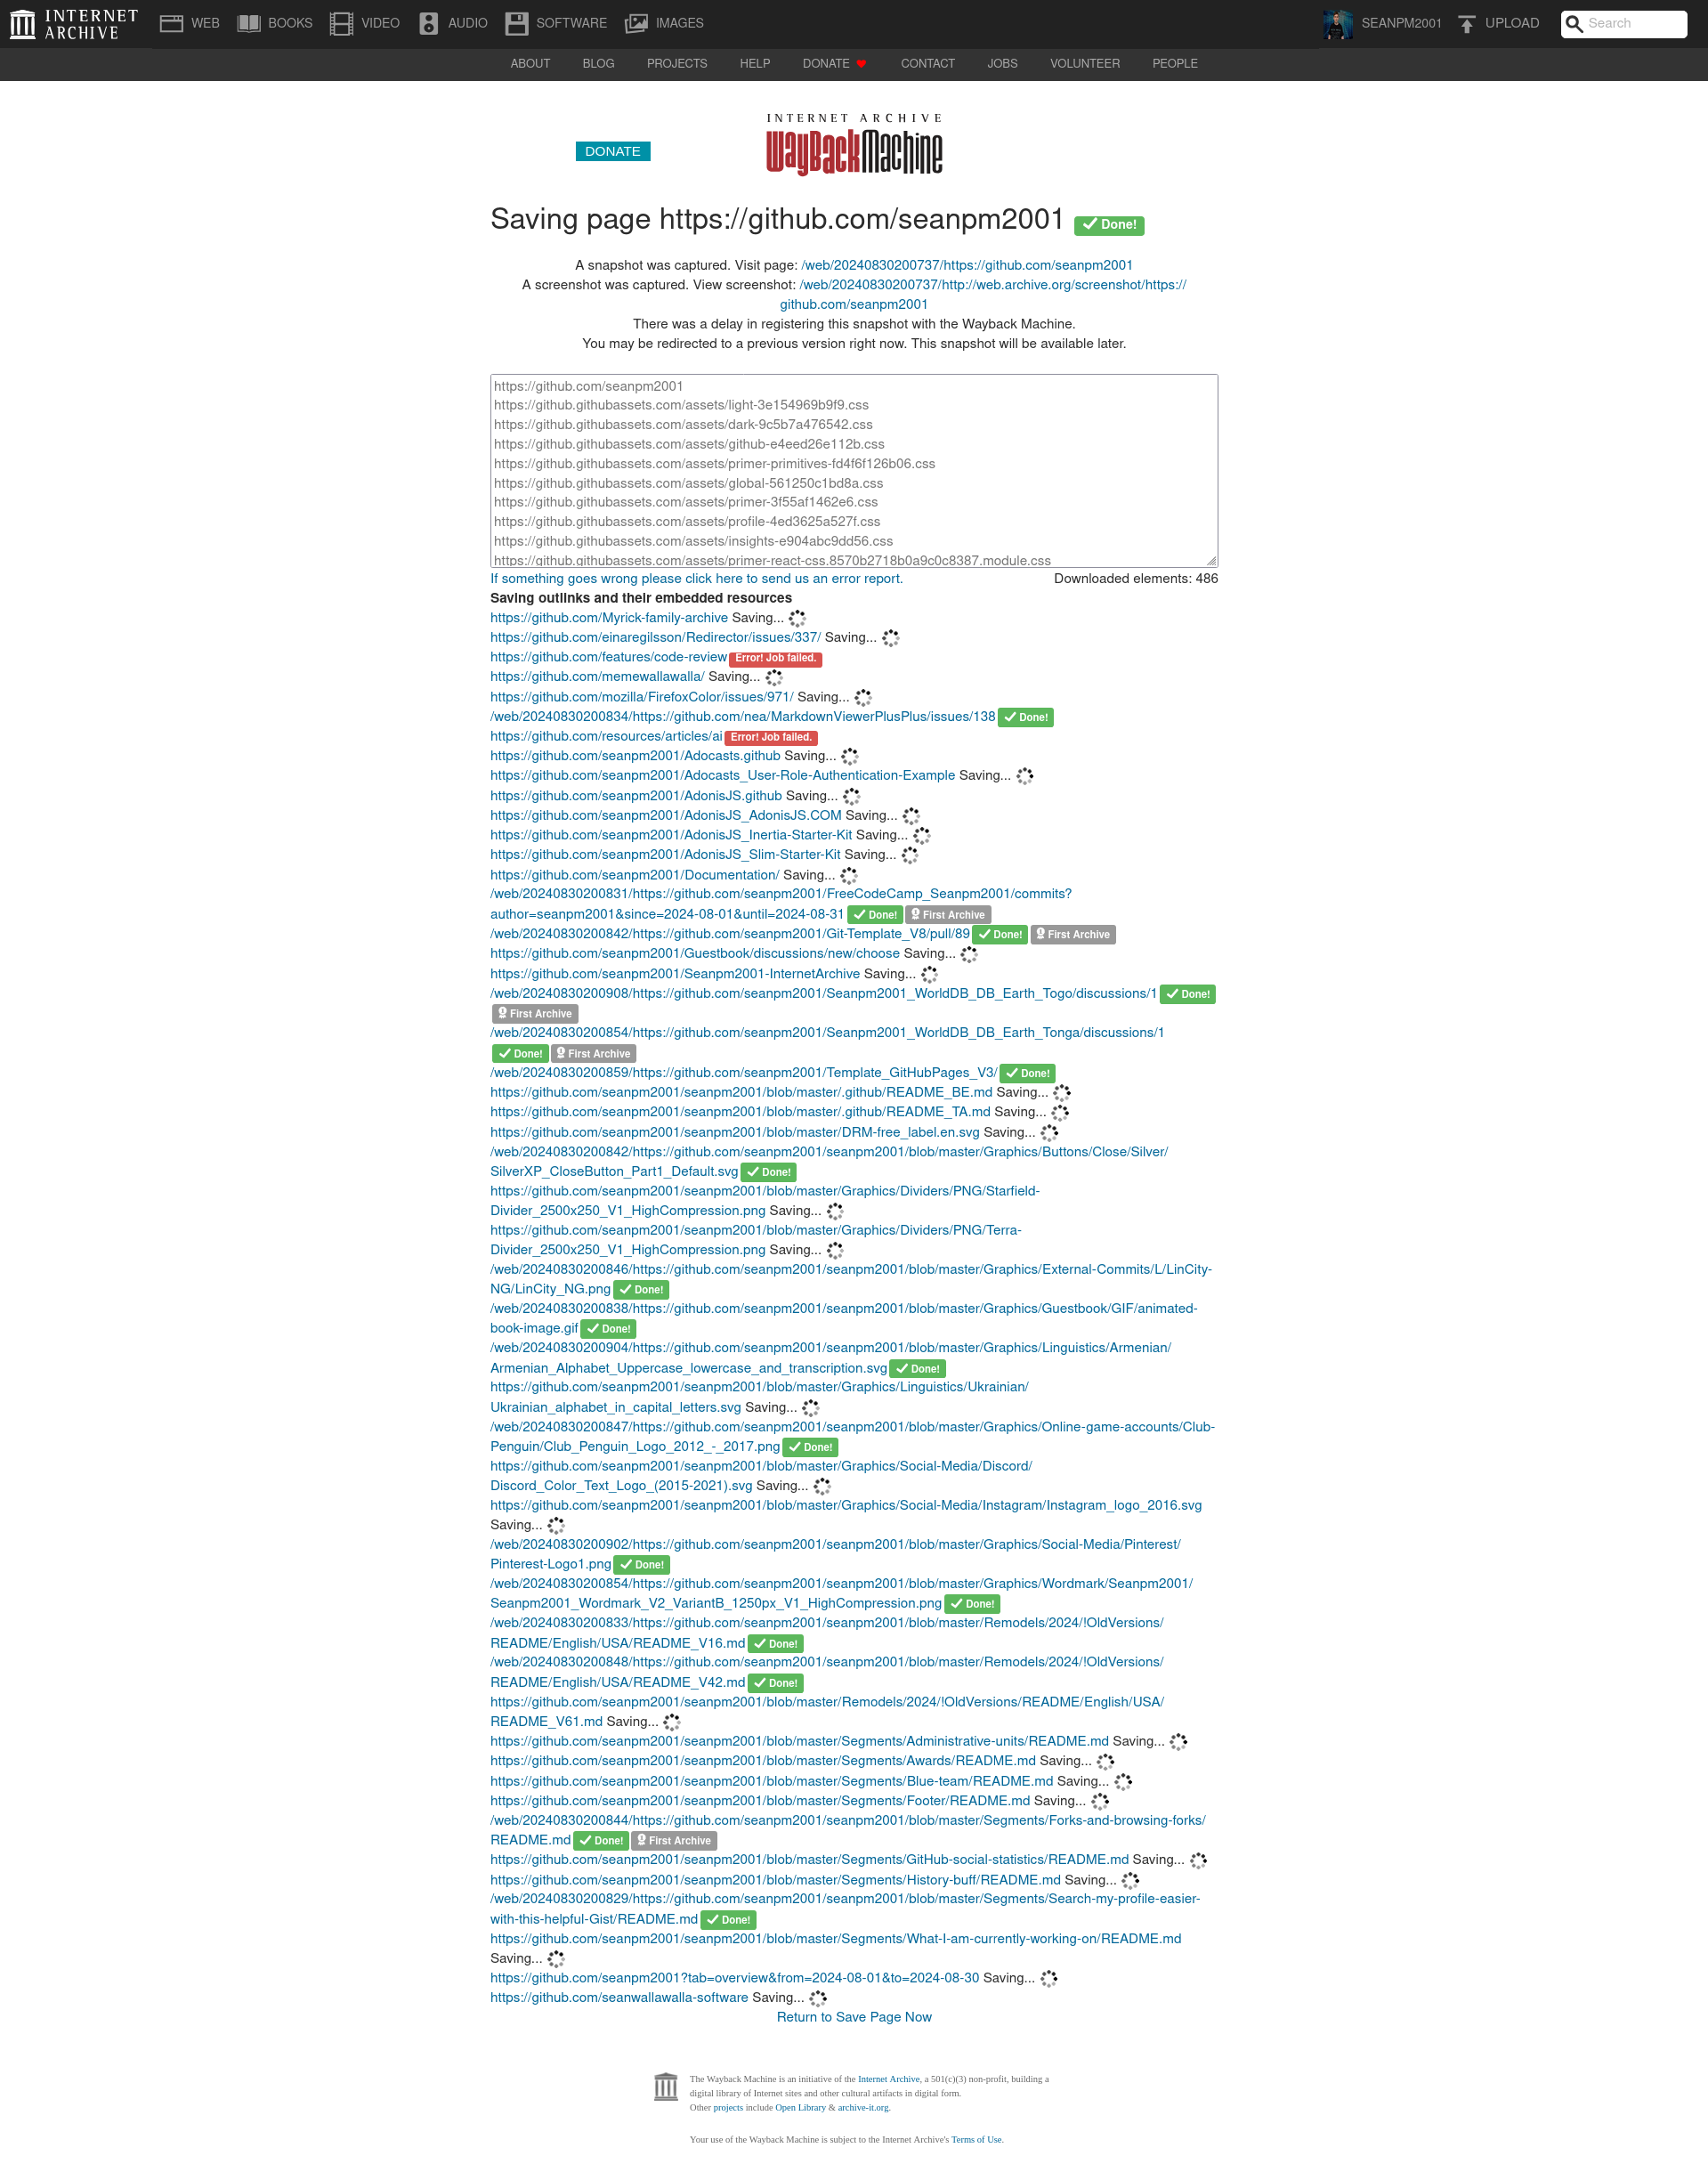 INTERNET ARCHIVE
WEB
BOOKS
VIDEO
AUDIO
SOFTWARE
IMAGES
SEANPM2001
UPLOAD
Search
ABOUT
BLOG
PROJECTS
HELP
DONATE
CONTACT
JOBS
VOLUNTEER
PEOPLE
DONATE
INTERNET ARCHIVE
WayBackMachine
Saving page https://github.com/seanpm2001 Done!
A snapshot was captured. Visit page: /web/20240830200737/https://github.com/seanpm2001
A screenshot was captured. View screenshot: /web/20240830200737/http://web.archive.org/screenshot/https://
github.com/seanpm2001
There was a delay in registering this snapshot with the Wayback Machine.
You may be redirected to a previous version right now. This snapshot will be available later.
https://github.com/seanpm2001
https://github.githubassets.com/assets/light-3e154969b9f9.css
https://github.githubassets.com/assets/dark-9c5b7a476542.css
https://github.githubassets.com/assets/github-e4eed26e112b.css
https://github.githubassets.com/assets/primer-primitives-fd4f6f126b06.css
https://github.githubassets.com/assets/global-561250c1bd8a.css
https://github.githubassets.com/assets/primer-3f55af1462e6.css
https://github.githubassets.com/assets/profile-4ed3625a527f.css
https://github.githubassets.com/assets/insights-e904abc9dd56.css
https://github.githubassets.com/assets/primer-react-css.8570b2718b0a9c0c8387.module.css
If something goes wrong please click here to send us an error report. Downloaded elements: 486
Saving outlinks and their embedded resources
https://github.com/Myrick-family-archive Saving...
https://github.com/einaregilsson/Redirector/issues/337/ Saving...
https://github.com/features/code-review Error! Job failed.
https://github.com/memewallawalla/ Saving...
https://github.com/mozilla/FirefoxColor/issues/971/ Saving...
/web/20240830200834/https://github.com/nea/MarkdownViewerPlusPlus/issues/138 Done!
https://github.com/resources/articles/ai Error! Job failed.
https://github.com/seanpm2001/Adocasts.github Saving...
https://github.com/seanpm2001/Adocasts_User-Role-Authentication-Example Saving...
https://github.com/seanpm2001/AdonisJS.github Saving...
https://github.com/seanpm2001/AdonisJS_AdonisJS.COM Saving...
https://github.com/seanpm2001/AdonisJS_Inertia-Starter-Kit Saving...
https://github.com/seanpm2001/AdonisJS_Slim-Starter-Kit Saving...
https://github.com/seanpm2001/Documentation/ Saving...
/web/20240830200831/https://github.com/seanpm2001/FreeCodeCamp_Seanpm2001/commits?
author=seanpm2001&since=2024-08-01&until=2024-08-31 Done! First Archive
/web/20240830200842/https://github.com/seanpm2001/Git-Template_V8/pull/89 Done! First Archive
https://github.com/seanpm2001/Guestbook/discussions/new/choose Saving...
https://github.com/seanpm2001/Seanpm2001-InternetArchive Saving...
/web/20240830200908/https://github.com/seanpm2001/Seanpm2001_WorldDB_DB_Earth_Togo/discussions/1 Done!
First Archive
/web/20240830200854/https://github.com/seanpm2001/Seanpm2001_WorldDB_DB_Earth_Tonga/discussions/1
Done! First Archive
/web/20240830200859/https://github.com/seanpm2001/Template_GitHubPages_V3/ Done!
https://github.com/seanpm2001/seanpm2001/blob/master/.github/README_BE.md Saving...
https://github.com/seanpm2001/seanpm2001/blob/master/.github/README_TA.md Saving...
https://github.com/seanpm2001/seanpm2001/blob/master/DRM-free_label.en.svg Saving...
/web/20240830200842/https://github.com/seanpm2001/seanpm2001/blob/master/Graphics/Buttons/Close/Silver/
SilverXP_CloseButton_Part1_Default.svg Done!
https://github.com/seanpm2001/seanpm2001/blob/master/Graphics/Dividers/PNG/Starfield-
Divider_2500x250_V1_HighCompression.png Saving...
https://github.com/seanpm2001/seanpm2001/blob/master/Graphics/Dividers/PNG/Terra-
Divider_2500x250_V1_HighCompression.png Saving...
/web/20240830200846/https://github.com/seanpm2001/seanpm2001/blob/master/Graphics/External-Commits/L/LinCity-
NG/LinCity_NG.png Done!
/web/20240830200838/https://github.com/seanpm2001/seanpm2001/blob/master/Graphics/Guestbook/GIF/animated-
book-image.gif Done!
/web/20240830200904/https://github.com/seanpm2001/seanpm2001/blob/master/Graphics/Linguistics/Armenian/
Armenian_Alphabet_Uppercase_lowercase_and_transcription.svg Done!
https://github.com/seanpm2001/seanpm2001/blob/master/Graphics/Linguistics/Ukrainian/
Ukrainian_alphabet_in_capital_letters.svg Saving...
/web/20240830200847/https://github.com/seanpm2001/seanpm2001/blob/master/Graphics/Online-game-accounts/Club-
Penguin/Club_Penguin_Logo_2012_-_2017.png Done!
https://github.com/seanpm2001/seanpm2001/blob/master/Graphics/Social-Media/Discord/
Discord_Color_Text_Logo_(2015-2021).svg Saving...
https://github.com/seanpm2001/seanpm2001/blob/master/Graphics/Social-Media/Instagram/Instagram_logo_2016.svg
Saving...
/web/20240830200902/https://github.com/seanpm2001/seanpm2001/blob/master/Graphics/Social-Media/Pinterest/
Pinterest-Logo1.png Done!
/web/20240830200854/https://github.com/seanpm2001/seanpm2001/blob/master/Graphics/Wordmark/Seanpm2001/
Seanpm2001_Wordmark_V2_VariantB_1250px_V1_HighCompression.png Done!
/web/20240830200833/https://github.com/seanpm2001/seanpm2001/blob/master/Remodels/2024/!OldVersions/
README/English/USA/README_V16.md Done!
/web/20240830200848/https://github.com/seanpm2001/seanpm2001/blob/master/Remodels/2024/!OldVersions/
README/English/USA/README_V42.md Done!
https://github.com/seanpm2001/seanpm2001/blob/master/Remodels/2024/!OldVersions/README/English/USA/
README_V61.md Saving...
https://github.com/seanpm2001/seanpm2001/blob/master/Segments/Administrative-units/README.md Saving...
https://github.com/seanpm2001/seanpm2001/blob/master/Segments/Awards/README.md Saving...
https://github.com/seanpm2001/seanpm2001/blob/master/Segments/Blue-team/README.md Saving...
https://github.com/seanpm2001/seanpm2001/blob/master/Segments/Footer/README.md Saving...
/web/20240830200844/https://github.com/seanpm2001/seanpm2001/blob/master/Segments/Forks-and-browsing-forks/
README.md Done! First Archive
https://github.com/seanpm2001/seanpm2001/blob/master/Segments/GitHub-social-statistics/README.md Saving...
https://github.com/seanpm2001/seanpm2001/blob/master/Segments/History-buff/README.md Saving...
/web/20240830200829/https://github.com/seanpm2001/seanpm2001/blob/master/Segments/Search-my-profile-easier-
with-this-helpful-Gist/README.md Done!
https://github.com/seanpm2001/seanpm2001/blob/master/Segments/What-I-am-currently-working-on/README.md
Saving...
https://github.com/seanpm2001?tab=overview&from=2024-08-01&to=2024-08-30 Saving...
https://github.com/seanwallawalla-software Saving...
Return to Save Page Now
The Wayback Machine is an initiative of the Internet Archive, a 501(c)(3) non-profit, building a
digital library of Internet sites and other cultural artifacts in digital form.
Other projects include Open Library & archive-it.org.
Your use of the Wayback Machine is subject to the Internet Archive's Terms of Use.